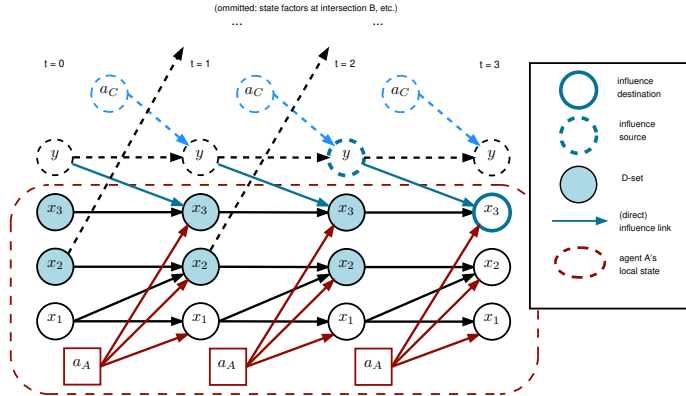 (ommitted: state factors at intersection B, etc.)
... ...
t = 0 t = 1 t = 2 t = 3
a_C a_C a_C
y y y y
x_3 x_3 x_3 x_3
x_2 x_2 x_2 x_2
x_1 x_1 x_1 x_1
a_A a_A a_A
influence
destination
influence
source
D-set
(direct)
influence link
agent A's
local state